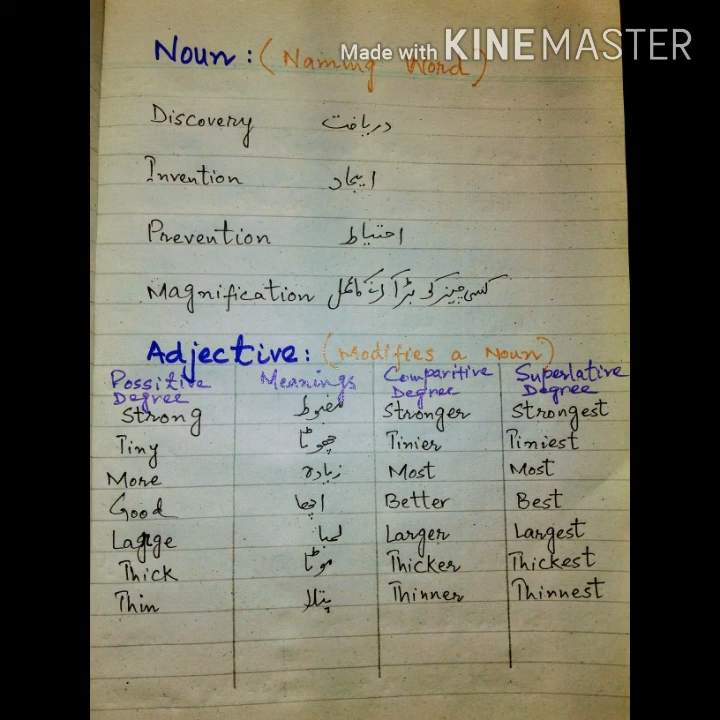 Noun: (Naming Word)
Made with KINEMASTER
Discovery دریافت
Invention ایجاد
Prevention احتیاط
Magnification کسی چیز کو بڑا کرنے کا عمل
Adjective: (Modifies a Noun)
Possitive Degree Meanings Comparitive Degree Superlative Degree
Strong مضبوط Stronger Strongest
Tiny چھوٹا Tinier Tiniest
More زیادہ Most Most
Good اچھا Better Best
Large لمبا Larger Largest
Thick موٹا Thicker Thickest
Thin پتلا Thinner Thinnest